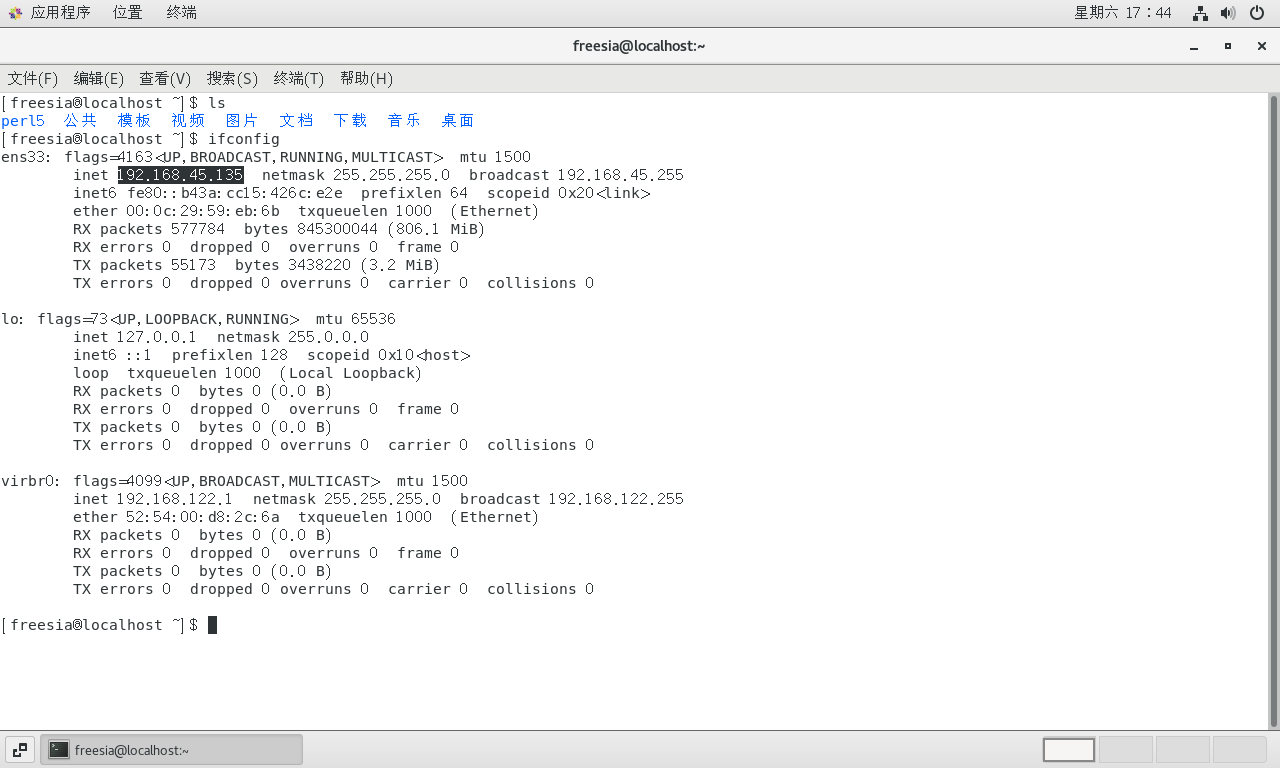 应用程序 位置 终端 星期六 17：44
freesia@localhost:~
文件(F) 编辑(E) 查看(V) 搜索(S) 终端(T) 帮助(H)
[freesia@localhost ~]$ ls
perl5 公共 模板 视频 图片 文档 下载 音乐 桌面
[freesia@localhost ~]$ ifconfig
ens33: flags=4163<UP,BROADCAST,RUNNING,MULTICAST>  mtu 1500
        inet 192.168.45.135  netmask 255.255.255.0  broadcast 192.168.45.255
        inet6 fe80::b43a:cc15:426c:e2e  prefixlen 64  scopeid 0x20<link>
        ether 00:0c:29:59:eb:6b  txqueuelen 1000  (Ethernet)
        RX packets 577784  bytes 845300044 (806.1 MiB)
        RX errors 0  dropped 0  overruns 0  frame 0
        TX packets 55173  bytes 3438220 (3.2 MiB)
        TX errors 0  dropped 0 overruns 0  carrier 0  collisions 0
lo: flags=73<UP,LOOPBACK,RUNNING>  mtu 65536
        inet 127.0.0.1  netmask 255.0.0.0
        inet6 ::1  prefixlen 128  scopeid 0x10<host>
        loop  txqueuelen 1000  (Local Loopback)
        RX packets 0  bytes 0 (0.0 B)
        RX errors 0  dropped 0  overruns 0  frame 0
        TX packets 0  bytes 0 (0.0 B)
        TX errors 0  dropped 0 overruns 0  carrier 0  collisions 0
virbr0: flags=4099<UP,BROADCAST,MULTICAST>  mtu 1500
        inet 192.168.122.1  netmask 255.255.255.0  broadcast 192.168.122.255
        ether 52:54:00:d8:2c:6a  txqueuelen 1000  (Ethernet)
        RX packets 0  bytes 0 (0.0 B)
        RX errors 0  dropped 0  overruns 0  frame 0
        TX packets 0  bytes 0 (0.0 B)
        TX errors 0  dropped 0 overruns 0  carrier 0  collisions 0
[freesia@localhost ~]$
freesia@localhost:~